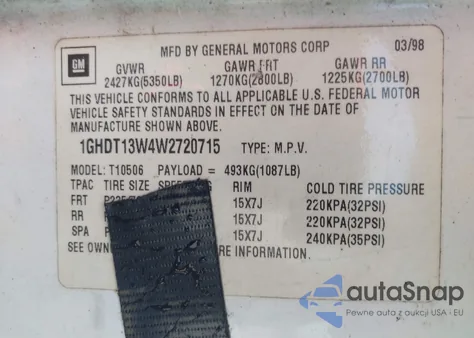 MFD BY GENERAL MOTORS CORP 03/98
GM
GVWR GAWR FRT GAWR RR
2427KG(5350LB) 1270KG(2800LB) 1225KG(2700LB)
THIS VEHICLE CONFORMS TO ALL APPLICABLE U.S. FEDERAL MOTOR
VEHICLE SAFETY STANDARDS IN EFFECT ON THE DATE OF
MANUFACTURE SHOWN ABOVE.
1GHDT13W4W2720715 TYPE: M.P.V.
MODEL: T10506 PAYLOAD = 493KG(1087LB)
TPAC TIRE SIZE RIM COLD TIRE PRESSURE
FRT 15X7J 220KPA(32PSI)
RR 15X7J 220KPA(32PSI)
SPA 15X7J 240KPA(35PSI)
SEE OWNER INFORMATION.
autoSnap
Pewne auta z aukcji USA - EU